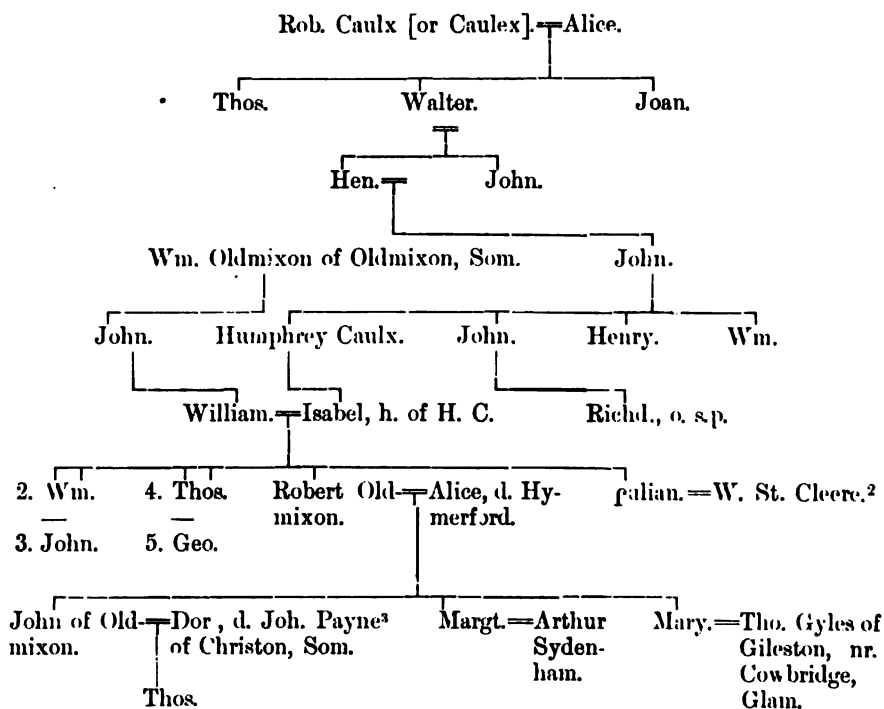 Rob. Caulx [or Caulex].=Alice.
Thos. Walter. Joan.
Hen.= John.
Wm. Oldmixon of Oldmixon, Som. John.
John. Humphrey Caulx. John. Henry. Wm.
William.=Isabel, h. of H. C. Richd., o. s.p.
2. Wm. 4. Thos. Robert Old-=Alice, d. Hy- =W. St. Cleere.²
mixon. merford.
3. John. 5. Geo.
John of Old-=Dor, d. Joh. Payne³ Margt.=Arthur Mary.=Tho. Gyles of
mixon. of Christon, Som. Syden- Gileston, nr.
ham. Cowbridge,
Thos. Glam.